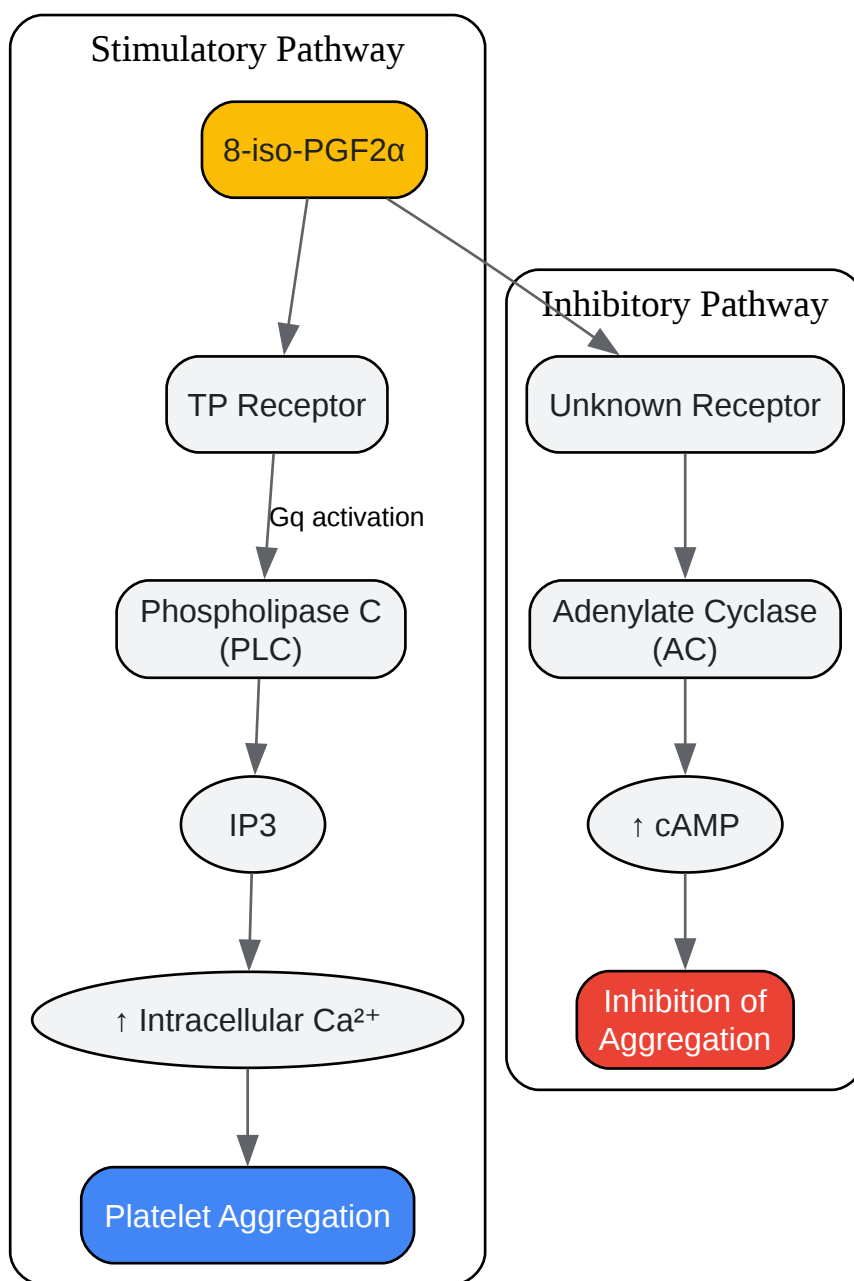 Stimulatory Pathway
8-iso-PGF2α
TP Receptor
Gq activation
Phospholipase C
(PLC)
IP3
↑ Intracellular Ca²⁺
Platelet Aggregation
Inhibitory Pathway
Unknown Receptor
Adenylate Cyclase
(AC)
↑ cAMP
Inhibition of
Aggregation